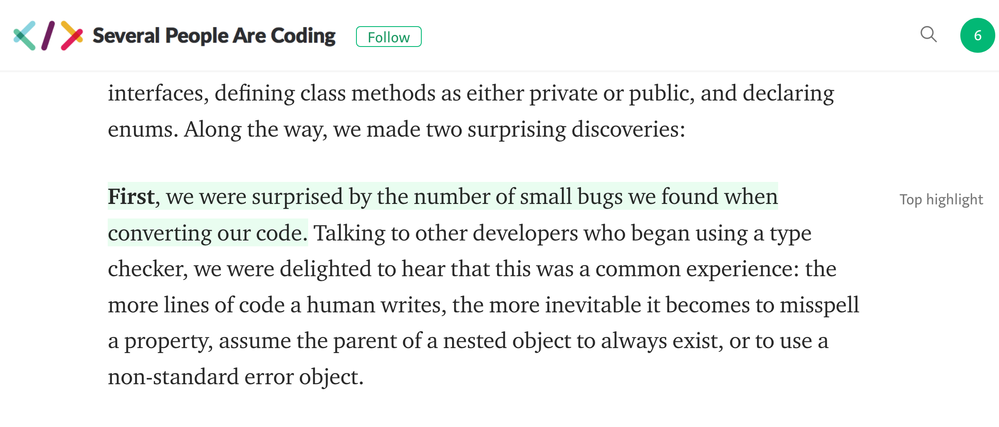 Several People Are Coding
Follow
6
interfaces, defining class methods as either private or public, and declaring
enums. Along the way, we made two surprising discoveries:
First, we were surprised by the number of small bugs we found when
Top highlight
converting our code. Talking to other developers who began using a type
checker, we were delighted to hear that this was a common experience: the
more lines of code a human writes, the more inevitable it becomes to misspell
a property, assume the parent of a nested object to always exist, or to use a
non-standard error object.